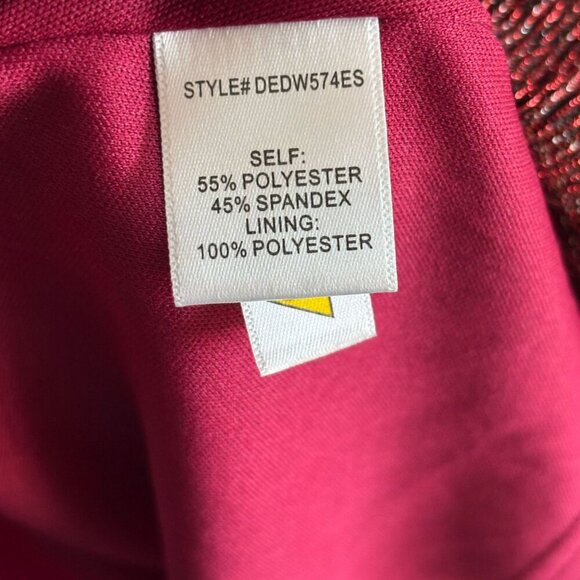 STYLE# DEDW574ES
SELF:
55% POLYESTER
45% SPANDEX
LINING:
100% POLYESTER